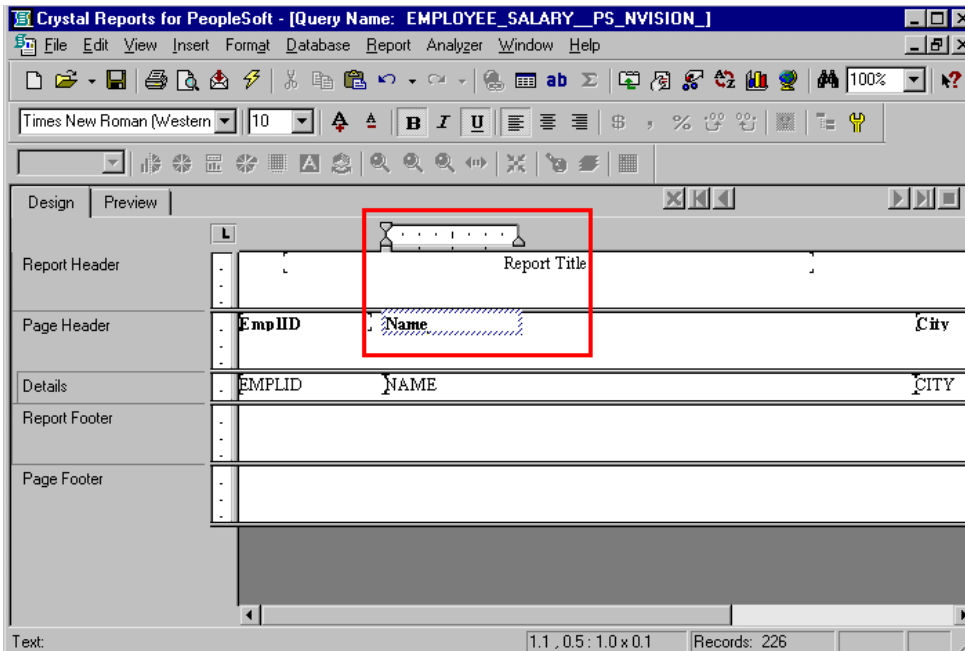 Crystal Reports for PeopleSoft - [Query Name: EMPLOYEE_SALARY__PS_NVISION_]
File Edit View Insert Format Database Report Analyzer Window Help
ab Σ 100%
Times New Roman (Western 10 A A B I U $ , %
A
Design Preview
L
Report Header Report Title
Page Header EmplID Name City
Details EMPLID NAME CITY
Report Footer
Page Footer
Text: 1.1 , 0.5 : 1.0 x 0.1 Records: 226